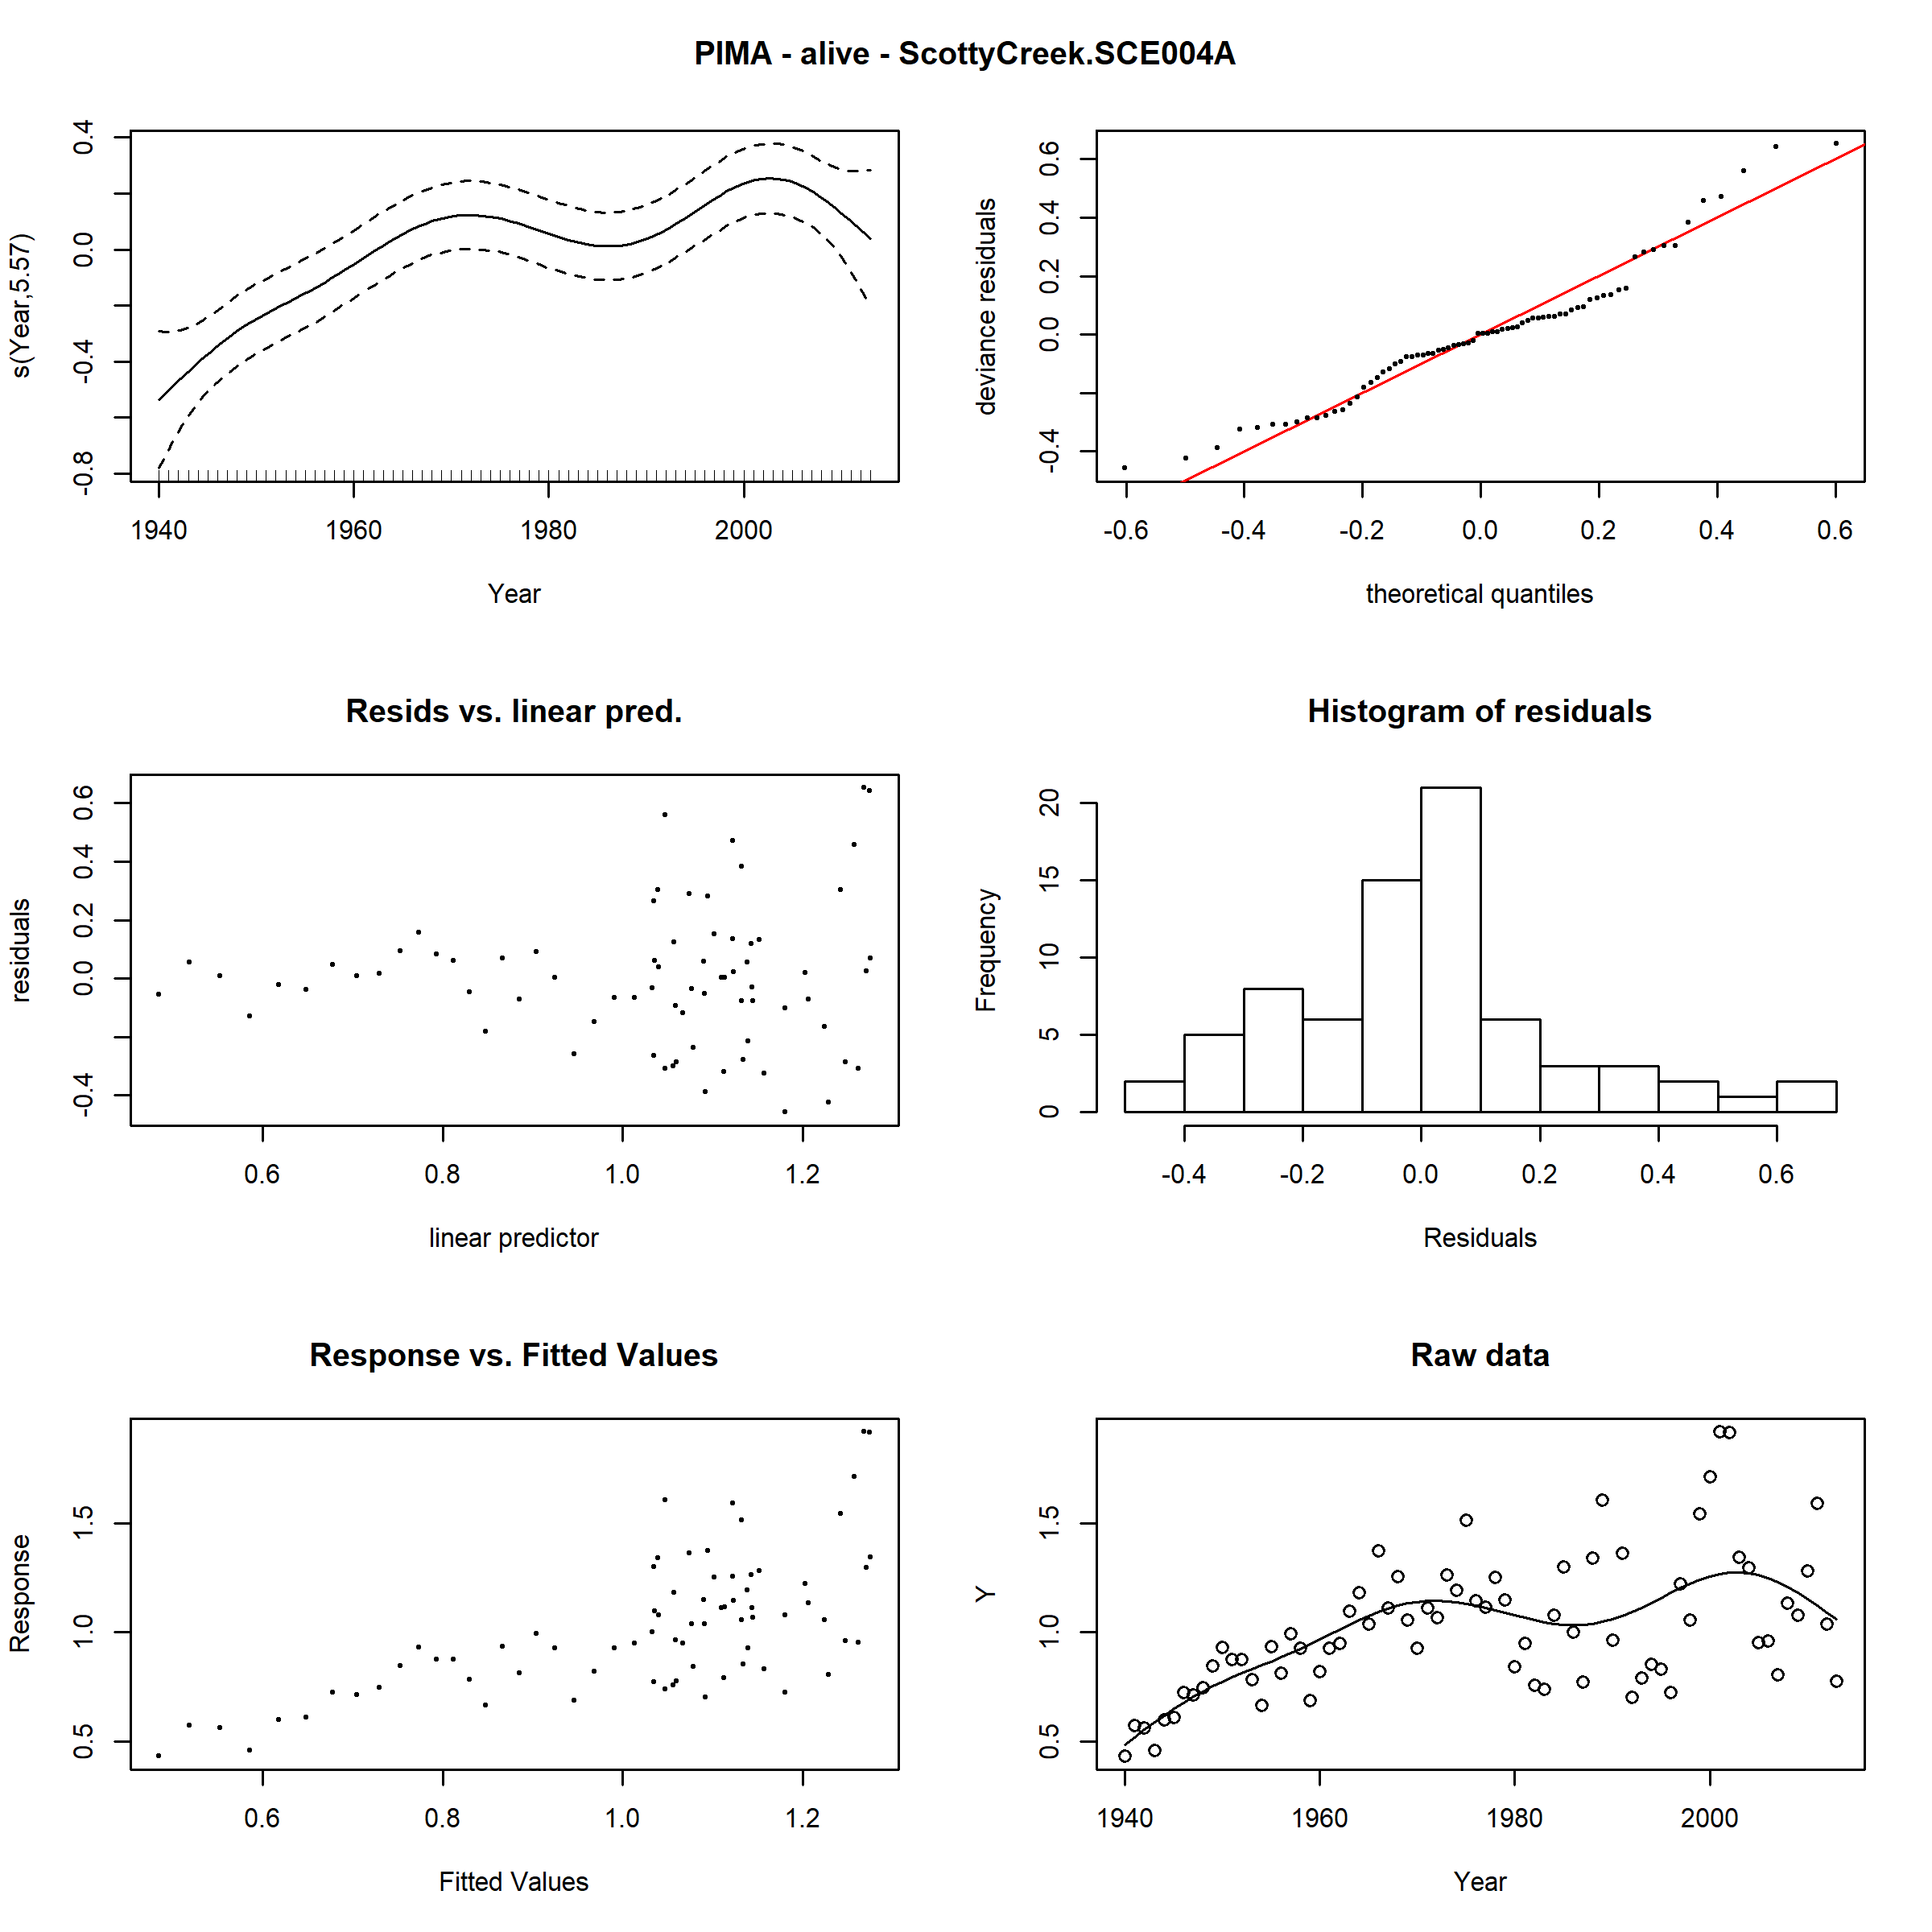 PIMA - alive - ScottyCreek.SCE004A
s(Year,5.57)
0.4
0.0
-0.4
-0.8
1940 1960 1980 2000
Year
deviance residuals
0.6
0.4
0.2
0.0
-0.4
-0.6 -0.4 -0.2 0.0 0.2 0.4 0.6
theoretical quantiles
Resids vs. linear pred.
residuals
0.6
0.4
0.2
0.0
-0.4
0.6 0.8 1.0 1.2
linear predictor
Histogram of residuals
Frequency
20
15
10
5
0
-0.4 -0.2 0.0 0.2 0.4 0.6
Residuals
Response vs. Fitted Values
Response
1.5
1.0
0.5
0.6 0.8 1.0 1.2
Fitted Values
Raw data
Y
1.5
1.0
0.5
1940 1960 1980 2000
Year